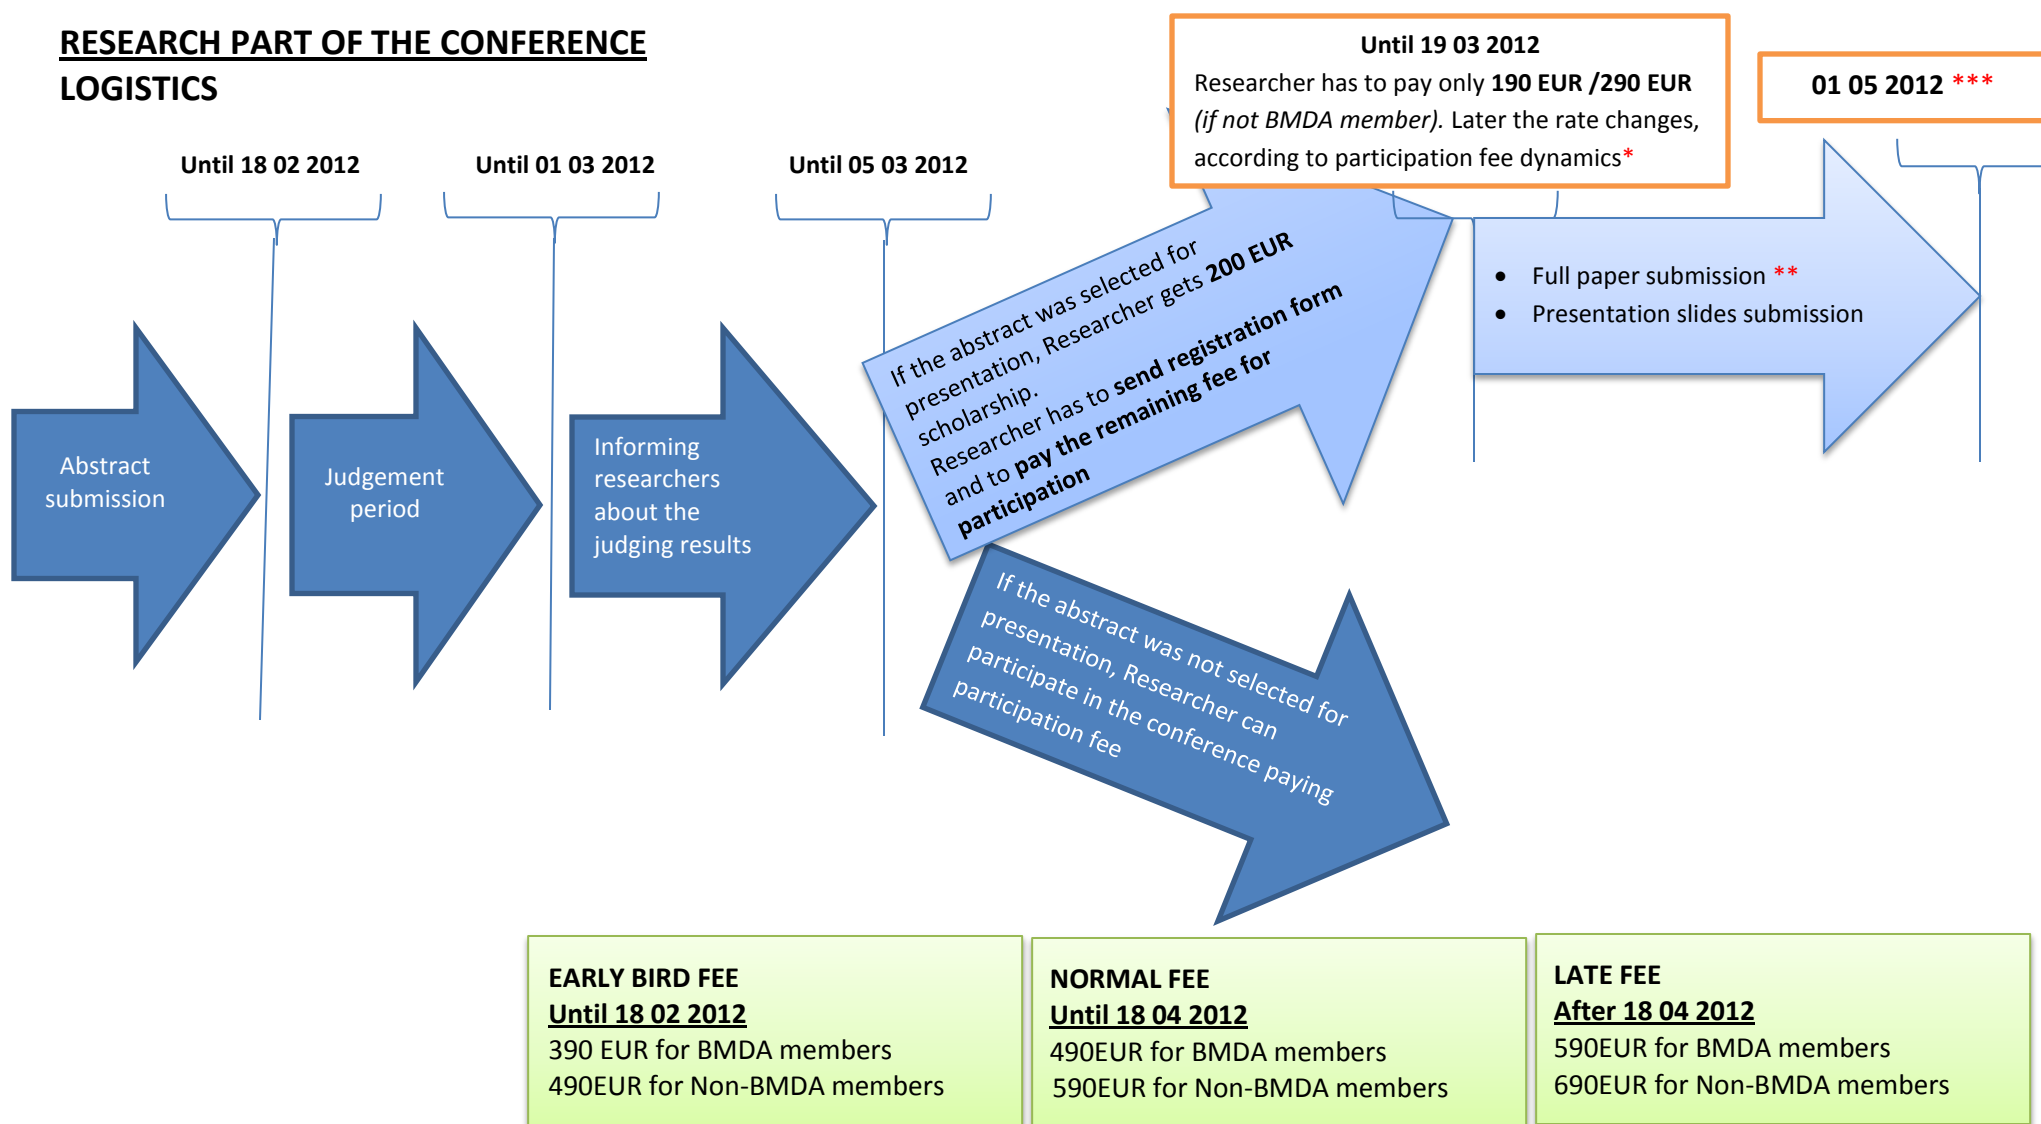 RESEARCH PART OF THE CONFERENCE
LOGISTICS
Until 18 02 2012
Until 01 03 2012
Until 05 03 2012
Until 19 03 2012
Researcher has to pay only 190 EUR /290 EUR
(if not BMDA member). Later the rate changes,
according to participation fee dynamics*
01 05 2012 ***
Abstract
submission
Judgement
period
Informing
researchers
about the
judging results
If the abstract was selected for
presentation, Researcher gets 200 EUR
scholarship.
Researcher has to send registration form
and to pay the remaining fee for
participation
• Full paper submission **
• Presentation slides submission
If the abstract was not selected for
presentation, Researcher can
participate in the conference paying
participation fee
EARLY BIRD FEE
Until 18 02 2012
390 EUR for BMDA members
490EUR for Non-BMDA members
NORMAL FEE
Until 18 04 2012
490EUR for BMDA members
590EUR for Non-BMDA members
LATE FEE
After 18 04 2012
590EUR for BMDA members
690EUR for Non-BMDA members